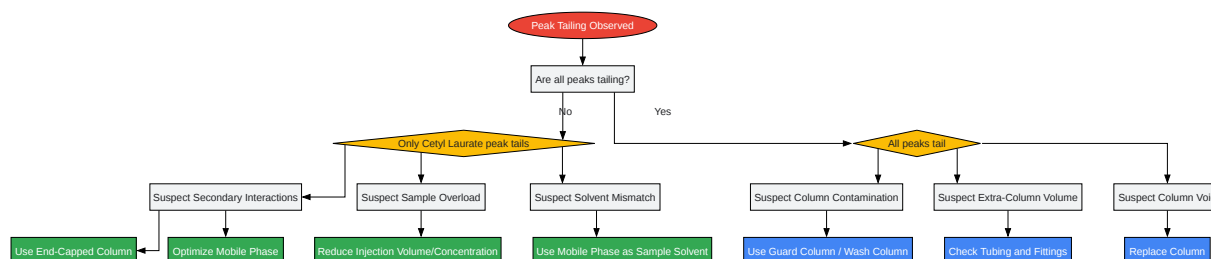 Peak Tailing Observed
Are all peaks tailing?
No
Yes
Only Cetyl Laurate peak tails
All peaks tail
Suspect Secondary Interactions
Suspect Sample Overload
Suspect Solvent Mismatch
Suspect Column Contamination
Suspect Extra-Column Volume
Suspect Column Voi
Use End-Capped Column
Optimize Mobile Phase
Reduce Injection Volume/Concentration
Use Mobile Phase as Sample Solvent
Use Guard Column / Wash Column
Check Tubing and Fittings
Replace Column